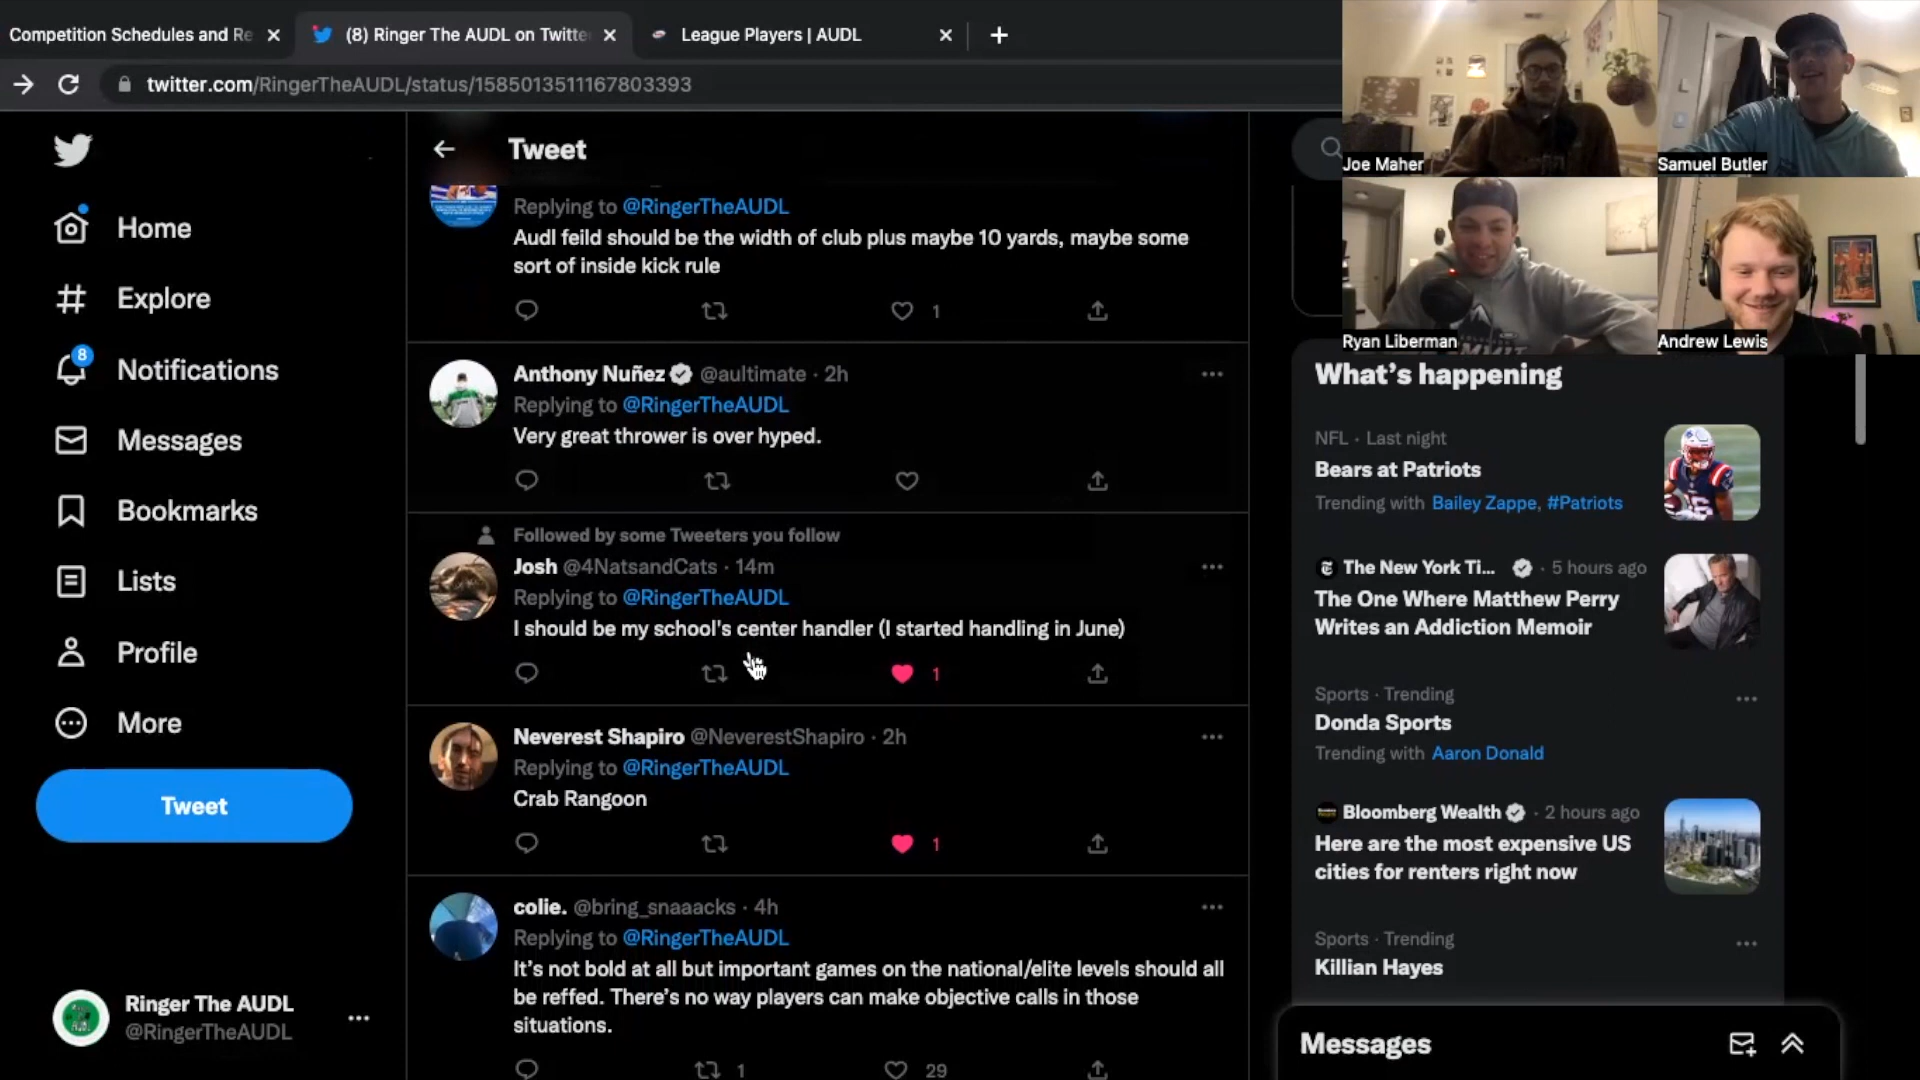 Competition Schedules and Re
(8) Ringer The AUDL on Twitte
League Players | AUDL
twitter.com/RingerTheAUDL/status/1585013511167803393
Joe Maher
Samuel Butler
Ryan Liberman
Andrew Lewis
Home
Explore
8
Notifications
Messages
Bookmarks
Lists
Profile
More
Tweet
Ringer The AUDL
@RingerTheAUDL
Tweet
Replying to @RingerTheAUDL
Audl feild should be the width of club plus maybe 10 yards, maybe some
sort of inside kick rule
1
Anthony Nuñez @aultimate · 2h
Replying to @RingerTheAUDL
Very great thrower is over hyped.
Followed by some Tweeters you follow
Josh @4NatsandCats · 14m
Replying to @RingerTheAUDL
I should be my school's center handler (I started handling in June)
1
Neverest Shapiro @NeverestShapiro · 2h
Replying to @RingerTheAUDL
Crab Rangoon
1
colie. @bring_snaaacks · 4h
Replying to @RingerTheAUDL
It's not bold at all but important games on the national/elite levels should all
be reffed. There's no way players can make objective calls in those
situations.
1 29
What's happening
NFL · Last night
Bears at Patriots
Trending with Bailey Zappe, #Patriots
The New York Ti... · 5 hours ago
The One Where Matthew Perry
Writes an Addiction Memoir
Sports · Trending
Donda Sports
Trending with Aaron Donald
Bloomberg Wealth · 2 hours ago
Here are the most expensive US
cities for renters right now
Sports · Trending
Killian Hayes
Messages